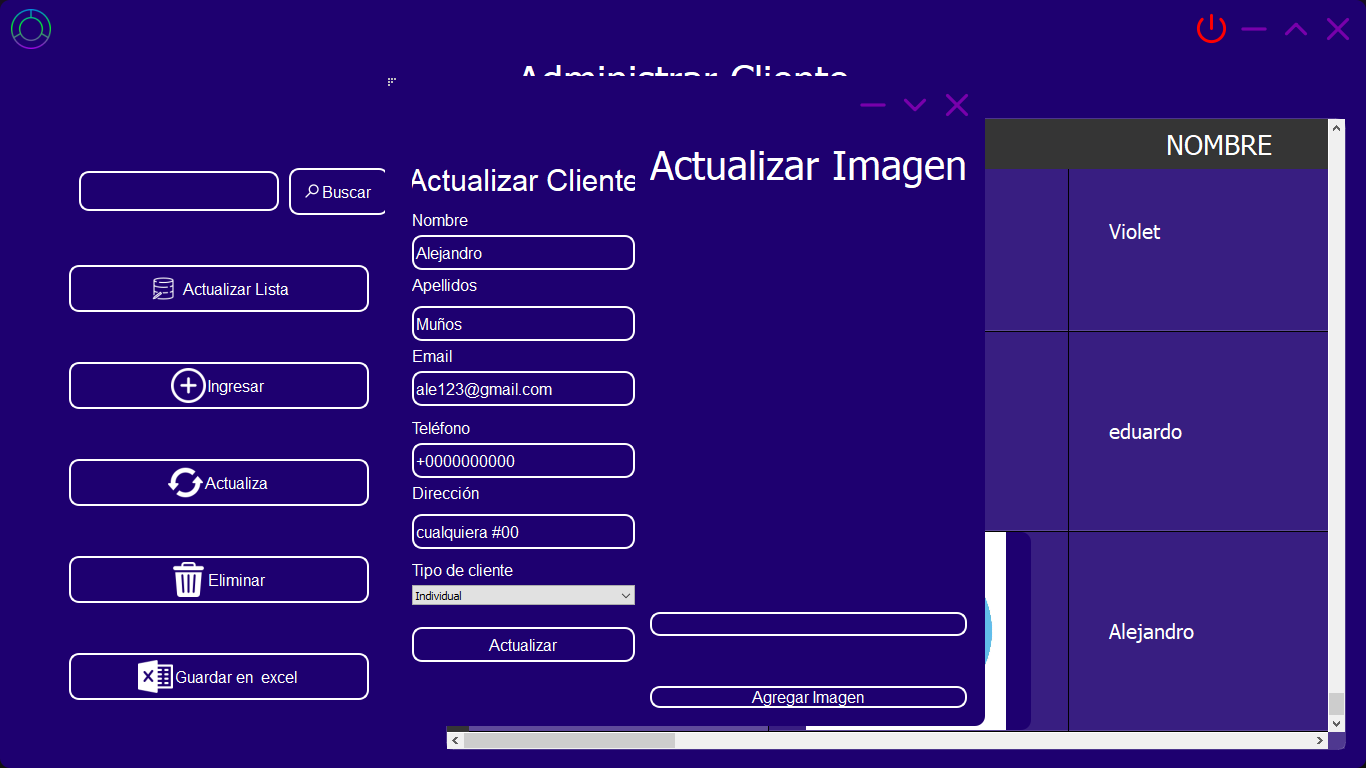 Administrar Cliente
Buscar
Actualizar Lista
Ingresar
Actualiza
Eliminar
Guardar en excel
Actualizar Cliente
Nombre
Alejandro
Apellidos
Muños
Email
ale123@gmail.com
Teléfono
+0000000000
Dirección
cualquiera #00
Tipo de cliente
Individual
Actualizar
Actualizar Imagen
Agregar Imagen
NOMBRE
Violet
eduardo
Alejandro